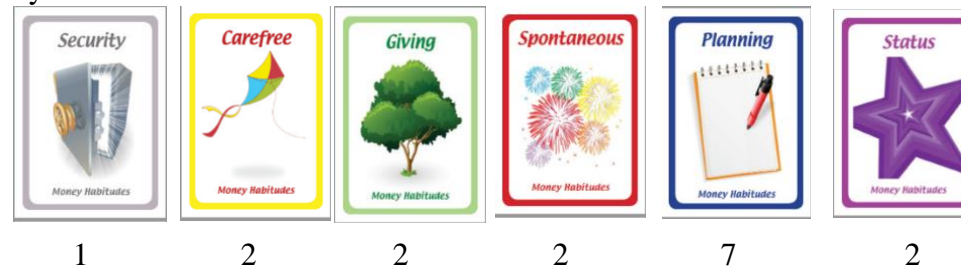 Security
Carefree
Giving
Spontaneous
Planning
Status
Money Habitudes
Money Habitudes
Money Habitudes
Money Habitudes
Money Habitudes
Money Habitudes
1 2 2 2 7 2